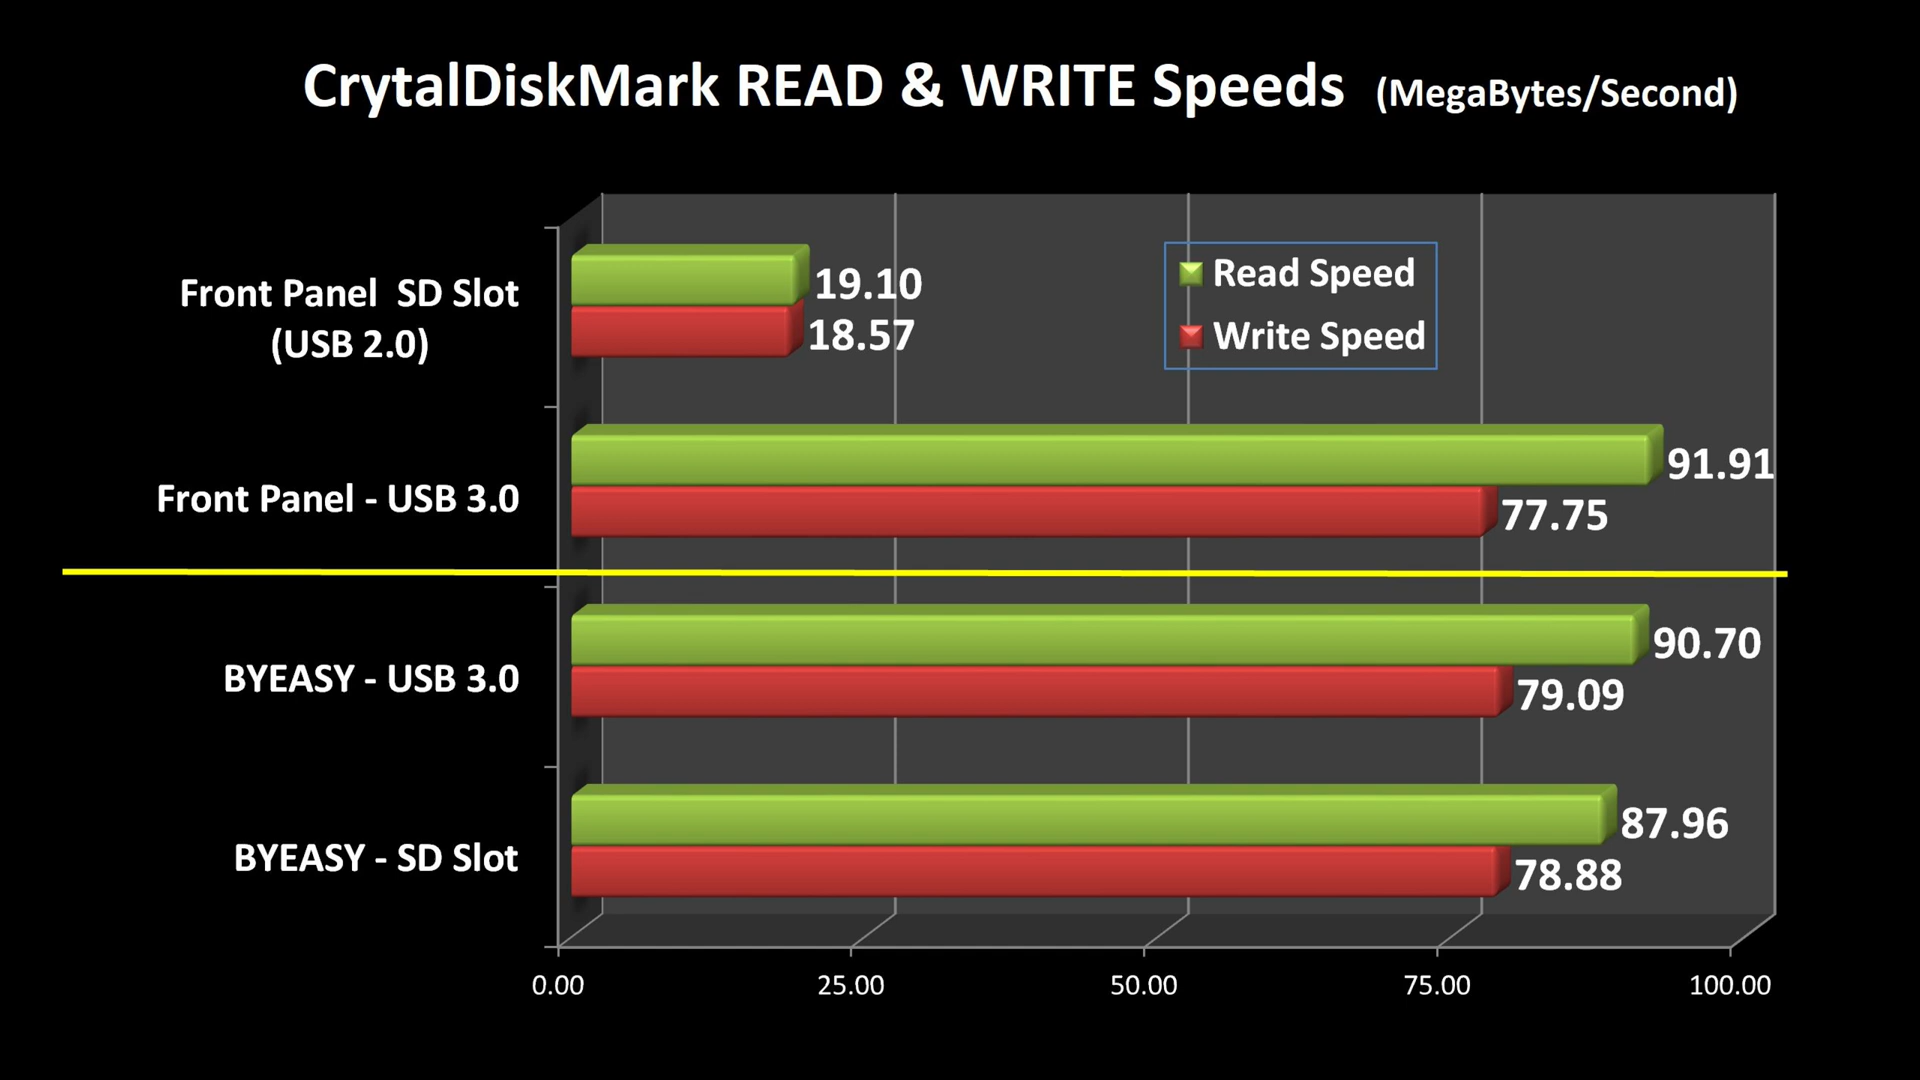 CrytalDiskMark READ & WRITE Speeds (MegaBytes/Second)
Read Speed
Write Speed
Front Panel  SD Slot
(USB 2.0)
19.10
18.57
Front Panel - USB 3.0
91.91
77.75
BYEASY - USB 3.0
90.70
79.09
BYEASY - SD Slot
87.96
78.88
0.00 25.00 50.00 75.00 100.00